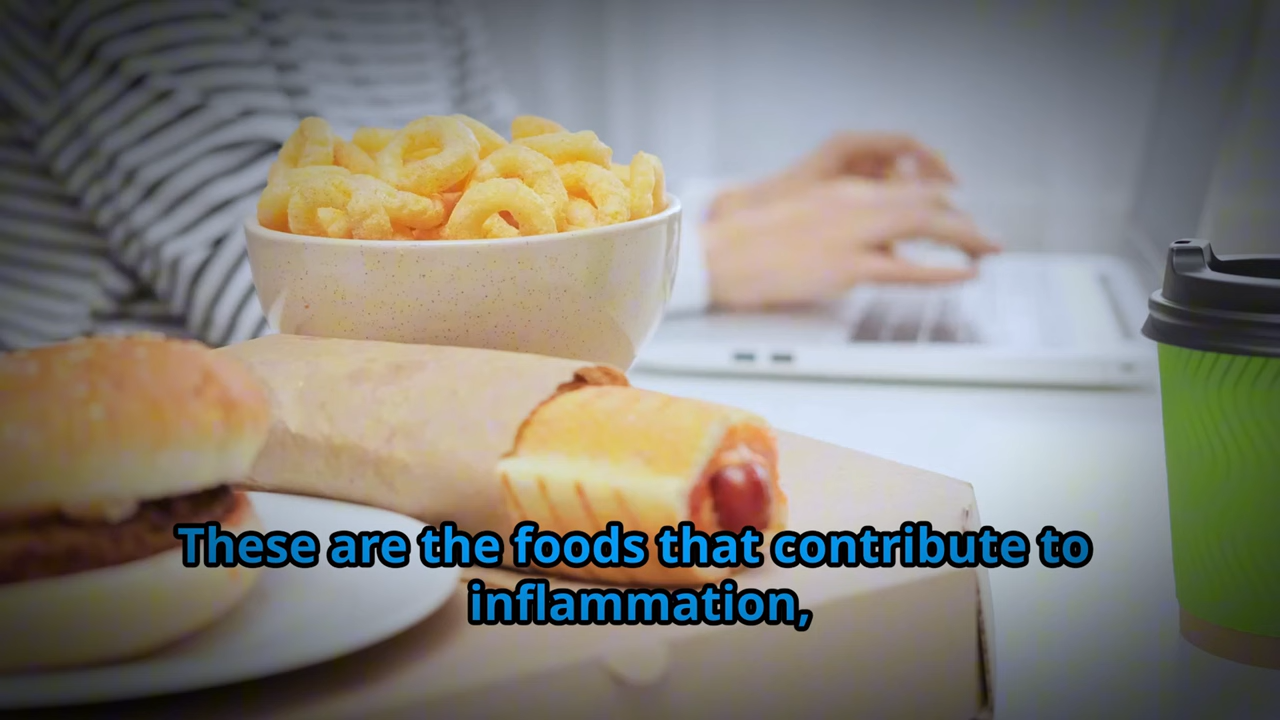 These are the foods that contribute to
inflammation,